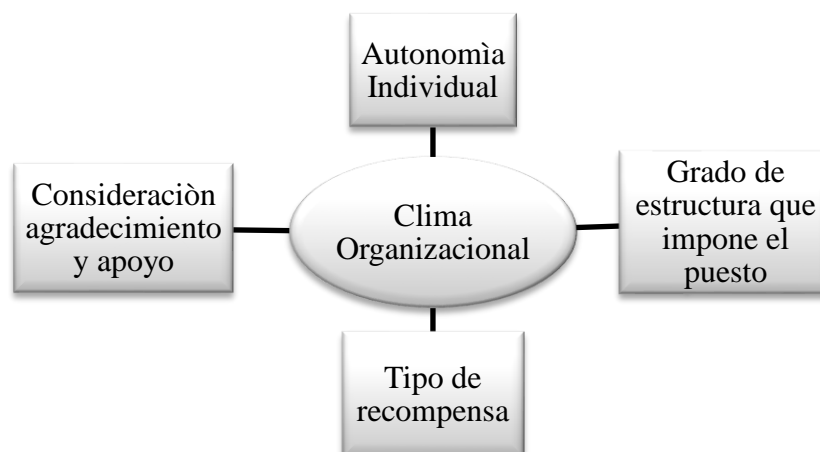 Autonomìa
Individual
Consideraciòn
agradecimiento
y apoyo
Clima
Organizacional
Grado de
estructura que
impone el
puesto
Tipo de
recompensa